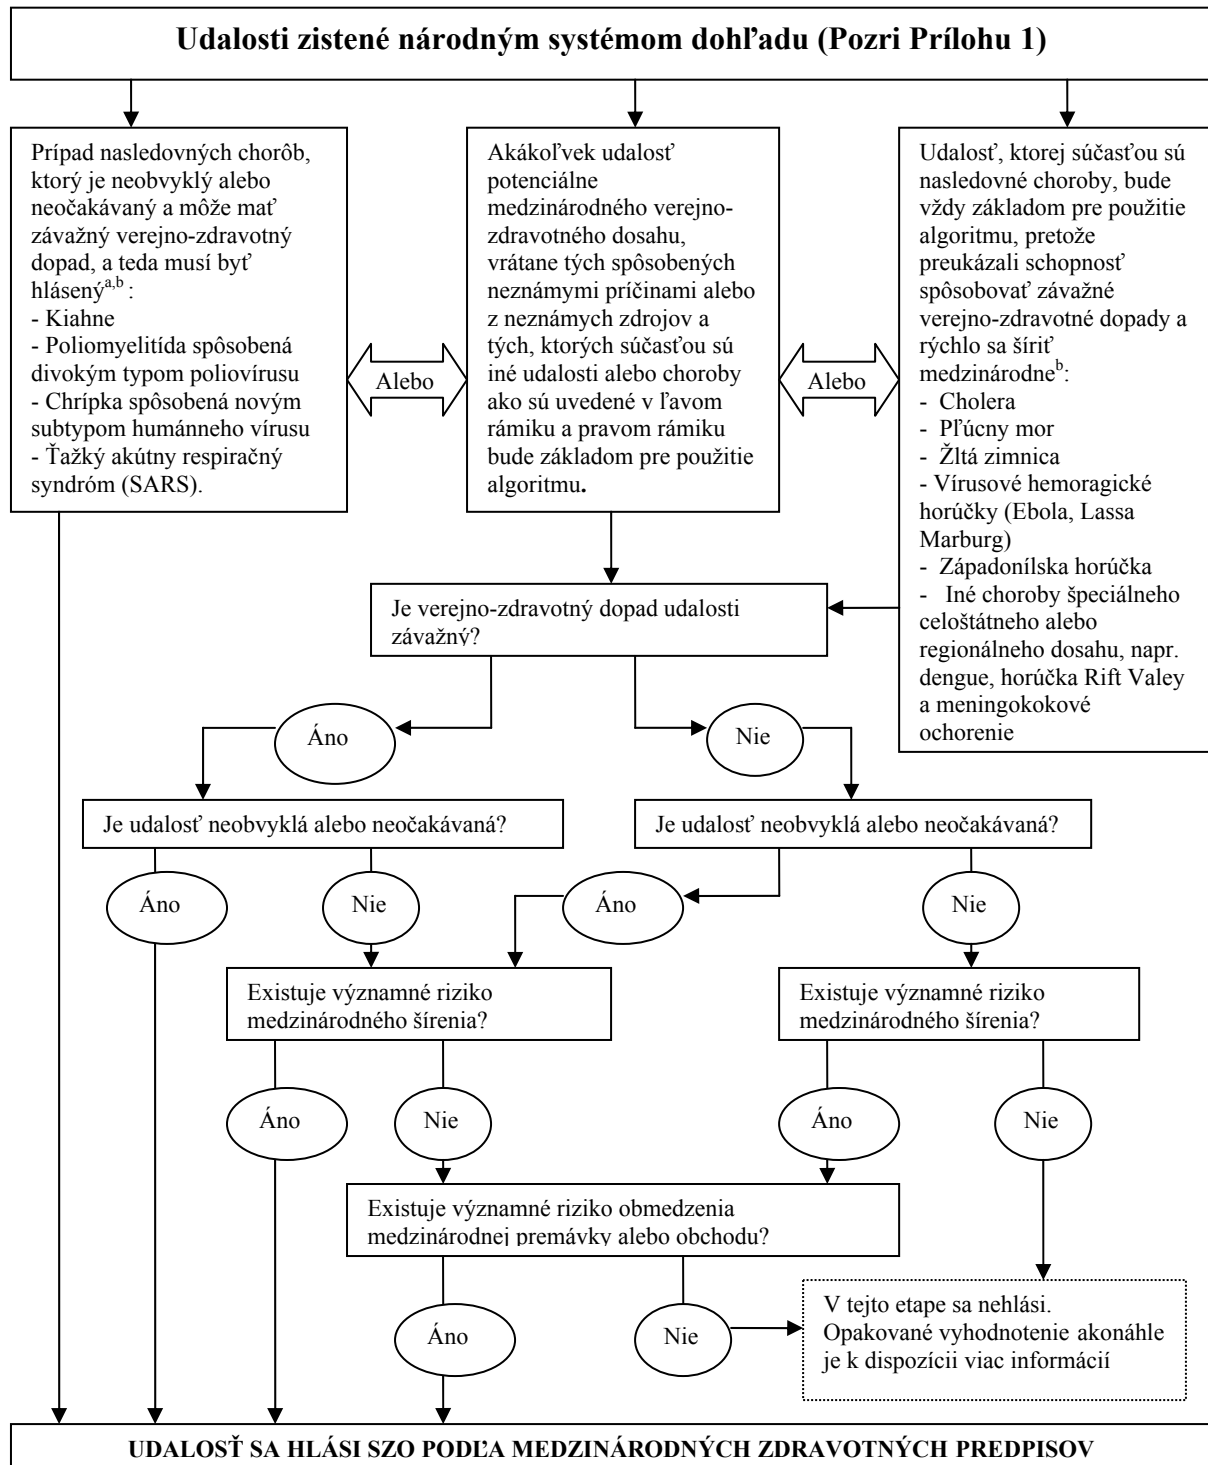 Udalosti zistené národným systémom dohľadu (Pozri Prílohu 1)
Prípad nasledovných chorôb,
ktorý je neobvyklý alebo
neočakávaný a môže mať
závažný verejno-zdravotný
dopad, a teda musí byť
hlásený^a,b :
- Kiahne
- Poliomyelitída spôsobená
divokým typom poliovírusu
- Chrípka spôsobená novým
subtypom humánneho vírusu
- Ťažký akútny respiračný
syndróm (SARS).
Alebo
Akákoľvek udalosť
potenciálne
medzinárodného verejno-
zdravotného dosahu,
vrátane tých spôsobených
neznámymi príčinami alebo
z neznámych zdrojov a
tých, ktorých súčasťou sú
iné udalosti alebo choroby
ako sú uvedené v ľavom
rámiku a pravom rámiku
bude základom pre použitie
algoritmu.
Alebo
Udalosť, ktorej súčasťou sú
nasledovné choroby, bude
vždy základom pre použitie
algoritmu, pretože
preukázali schopnosť
spôsobovať závažné
verejno-zdravotné dopady a
rýchlo sa šíriť
medzinárodne^b:
- Cholera
- Pľúcny mor
- Žltá zimnica
- Vírusové hemoragické
horúčky (Ebola, Lassa
Marburg)
- Západonílska horúčka
- Iné choroby špeciálneho
celoštátneho alebo
regionálneho dosahu, napr.
dengue, horúčka Rift Valey
a meningokokové
ochorenie
Je verejno-zdravotný dopad udalosti
závažný?
Áno
Nie
Je udalosť neobvyklá alebo neočakávaná?
Je udalosť neobvyklá alebo neočakávaná?
Áno
Nie
Áno
Nie
Existuje významné riziko
medzinárodného šírenia?
Existuje významné riziko
medzinárodného šírenia?
Áno
Nie
Áno
Nie
Existuje významné riziko obmedzenia
medzinárodnej premávky alebo obchodu?
Áno
Nie
V tejto etape sa nehlási.
Opakované vyhodnotenie akonáhle
je k dispozícii viac informácií
UDALOSŤ SA HLÁSI SZO PODĽA MEDZINÁRODNÝCH ZDRAVOTNÝCH PREDPISOV